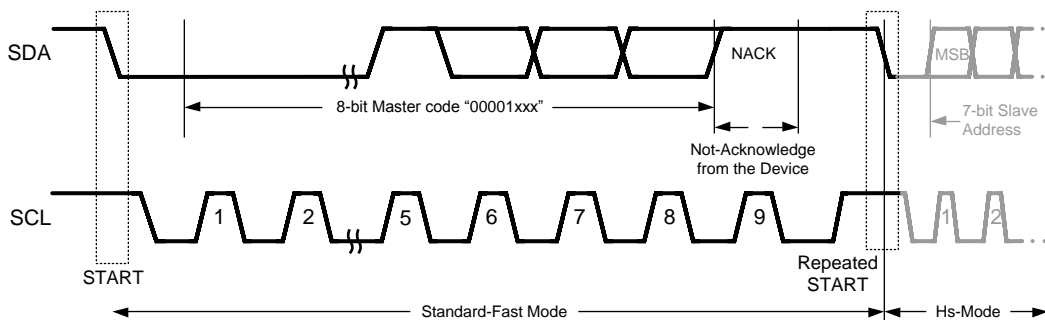 SDA
NACK
MSB
8-bit Master code “00001xxx”
7-bit Slave
Address
Not-Acknowledge
from the Device
SCL
1 2 5 6 7 8 9 1 2
START
Repeated
START
Standard-Fast Mode
Hs-Mode